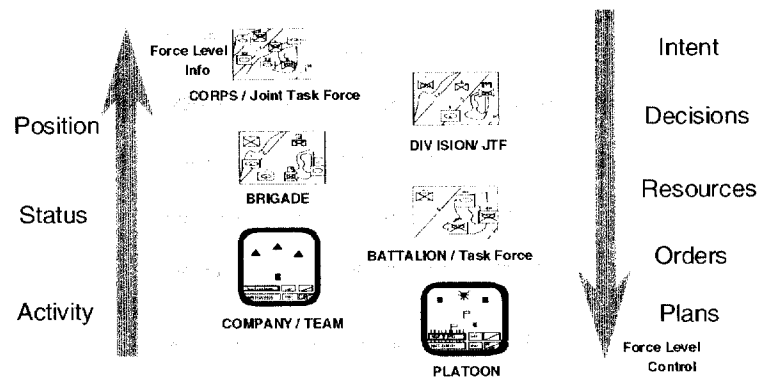 Force Level
Info
CORPS / Joint Task Force
Position
Status
Activity
BRIGADE
COMPANY / TEAM
DIVISION/ JTF
BATTALION / Task Force
PLATOON
Intent
Decisions
Resources
Orders
Plans
Force Level
Control